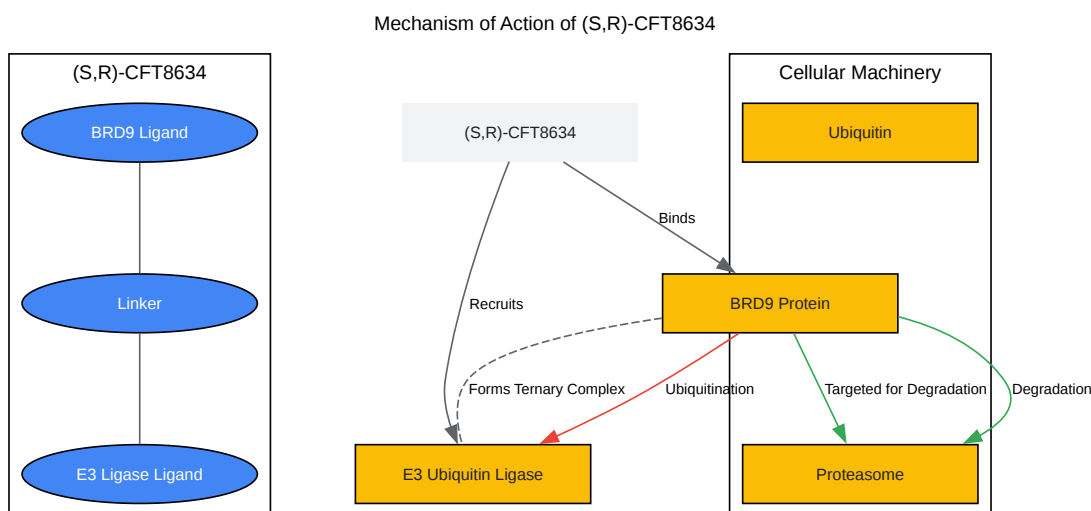 Mechanism of Action of (S,R)-CFT8634
(S,R)-CFT8634
BRD9 Ligand
Linker
E3 Ligase Ligand
(S,R)-CFT8634
Binds
Recruits
Forms Ternary Complex
Ubiquitination
E3 Ubiquitin Ligase
Cellular Machinery
Ubiquitin
BRD9 Protein
Targeted for Degradation
Degradation
Proteasome